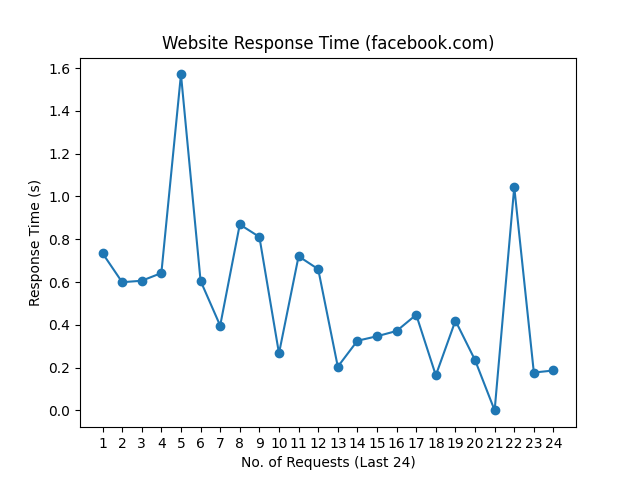 Website Response Time (facebook.com)
Response Time (s)
1.6
1.4
1.2
1.0
0.8
0.6
0.4
0.2
0.0
1 2 3 4 5 6 7 8 9 10 11 12 13 14 15 16 17 18 19 20 21 22 23 24
No. of Requests (Last 24)